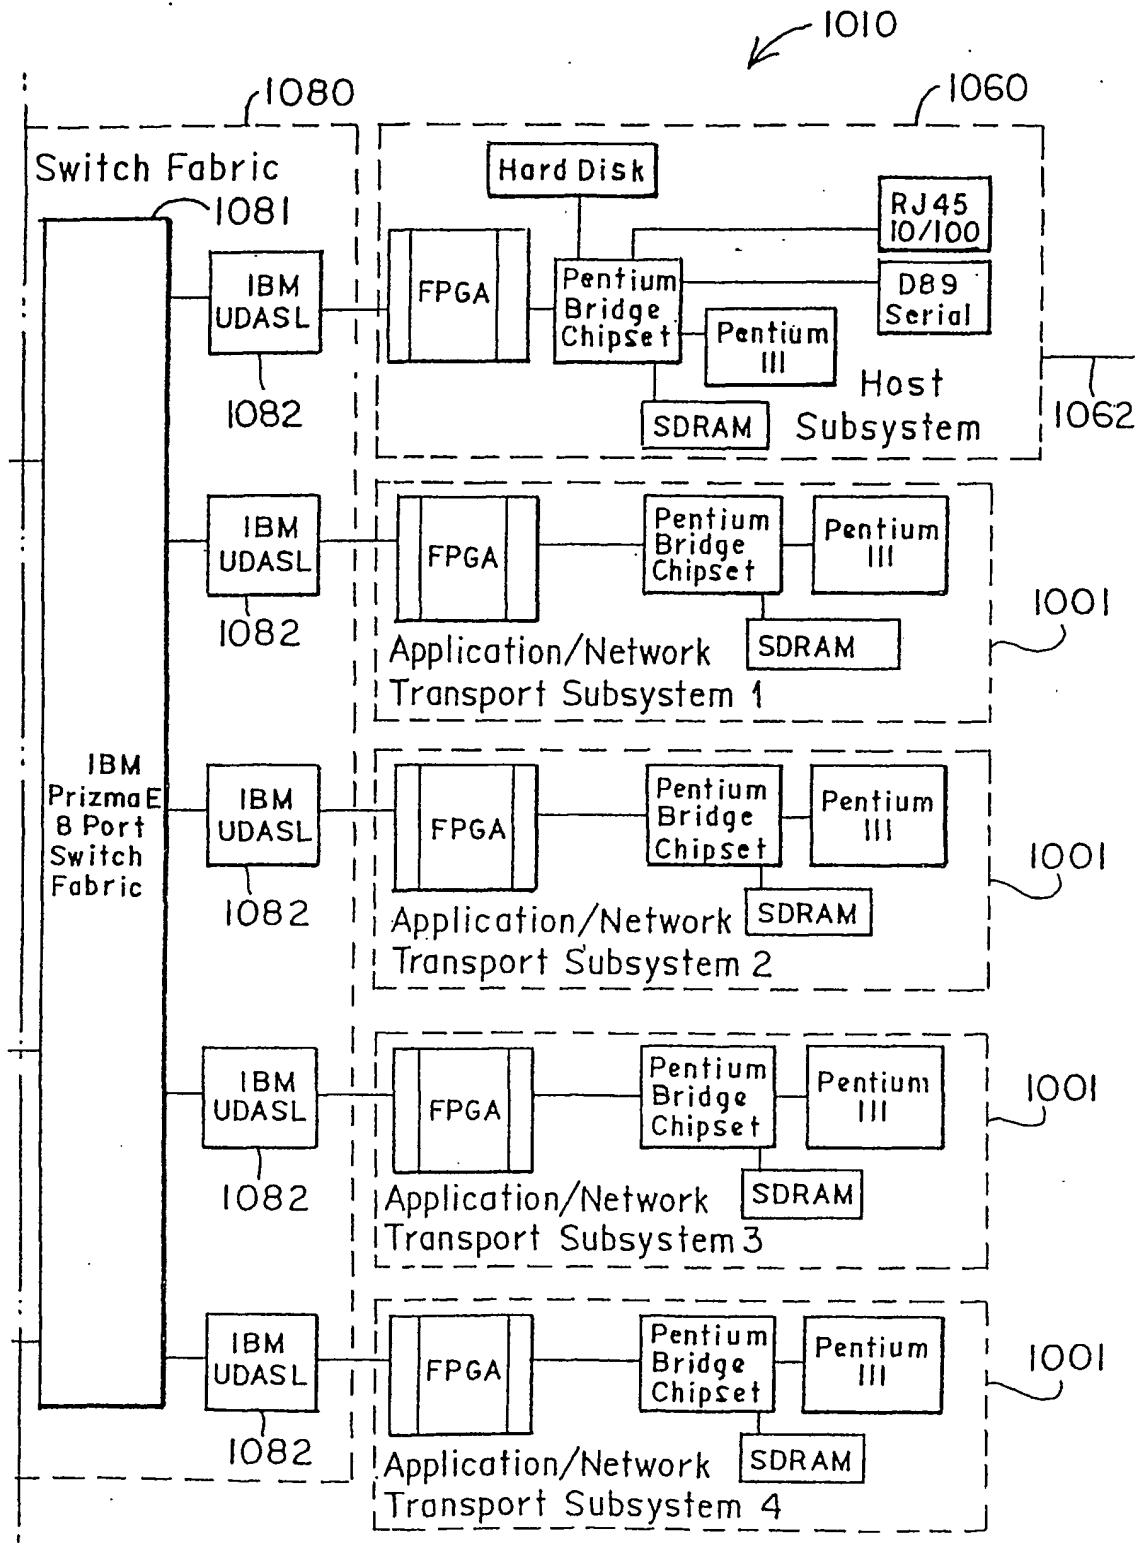 1010
1080
1060
Switch Fabric
1081
Hard Disk
RJ45
10/100
IBM
UDASL
FPGA
Pentium
Bridge
Chipset
D89
Serial
Pentium
III
1082
SDRAM
Host
Subsystem
1062
IBM
UDASL
FPGA
Pentium
Bridge
Chipset
Pentium
III
1082
1001
SDRAM
Application/Network
Transport Subsystem 1
IBM
PrizmaE
8 Port
Switch
Fabric
IBM
UDASL
FPGA
Pentium
Bridge
Chipset
Pentium
III
1001
1082
SDRAM
Application/Network
Transport Subsystem 2
IBM
UDASL
FPGA
Pentium
Bridge
Chipset
Pentium
III
1001
1082
SDRAM
Application/Network
Transport Subsystem 3
IBM
UDASL
FPGA
Pentium
Bridge
Chipset
Pentium
III
1001
1082
SDRAM
Application/Network
Transport Subsystem 4